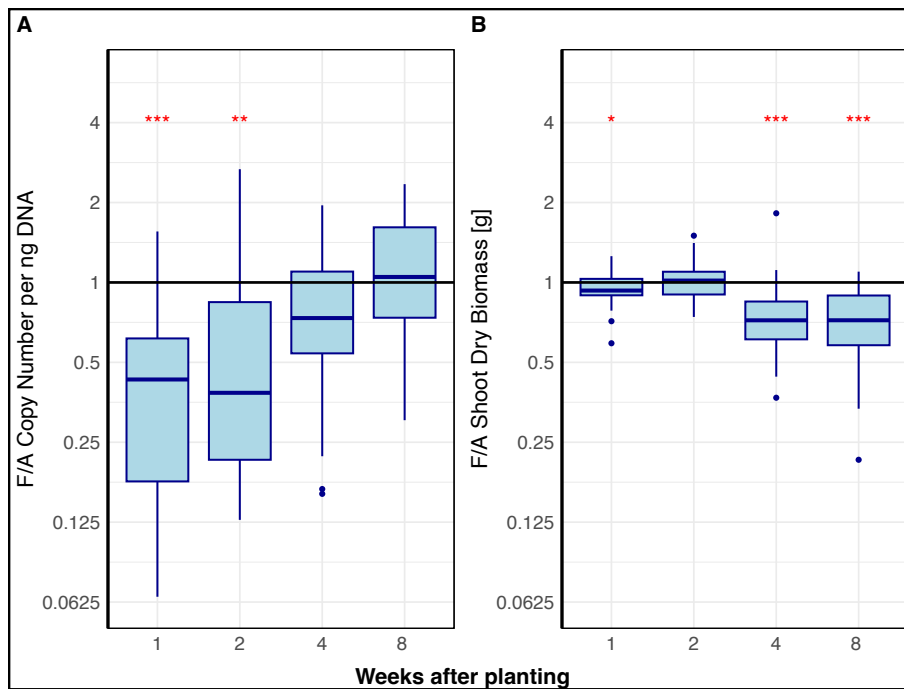 A
F/A Copy Number per ng DNA
4
2
1
0.5
0.25
0.125
0.0625
*** **
1 2 4 8
B
F/A Shoot Dry Biomass [g]
4
2
1
0.5
0.25
0.125
0.0625
* *** ***
1 2 4 8
Weeks after planting